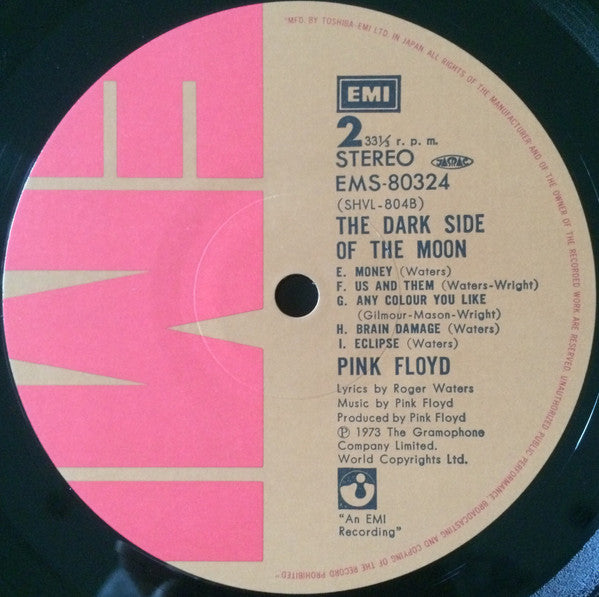 "MFD. BY TOSHIBA-EMI LTD. IN JAPAN ALL RIGHTS OF THE MANUFACTURER AND OF THE OWNER OF THE RECORDED WORK ARE RESERVED. UNAUTHORIZED PUBLIC PERFORMANCE, BROADCASTING AND COPYING OF THE RECORD PROHIBITED"
EMI
EMI
2 33⅓ r. p. m.
STEREO JASRAC
EMS-80324
(SHVL-804B)
THE DARK SIDE
OF THE MOON
E. MONEY (Waters)
F. US AND THEM (Waters-Wright)
G. ANY COLOUR YOU LIKE
(Gilmour-Mason-Wright)
H. BRAIN DAMAGE (Waters)
I. ECLIPSE (Waters)
PINK FLOYD
Lyrics by Roger Waters
Music by Pink Floyd
Produced by Pink Floyd
Ⓟ 1973 The Gramophone
Company Limited.
World Copyrights Ltd.
"An EMI
Recording"